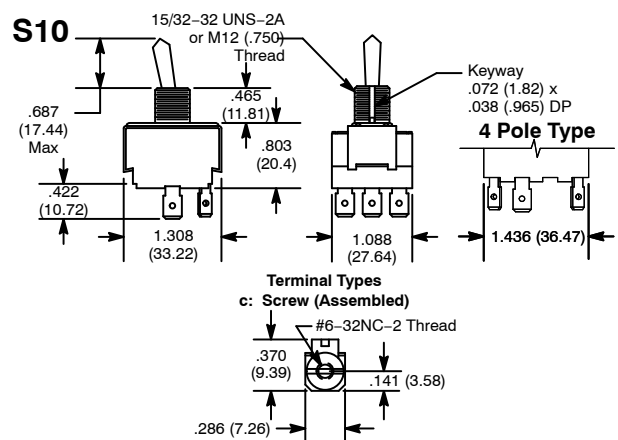 S10
15/32–32 UNS–2A
or M12 (.750)
Thread
.687
(17.44)
Max
.465
(11.81)
.803
(20.4)
.422
(10.72)
1.308
(33.22)
1.088
(27.64)
Keyway
.072 (1.82) x
.038 (.965) DP
4 Pole Type
1.436 (36.47)
Terminal Types
c: Screw (Assembled)
#6–32NC–2 Thread
.370
(9.39)
.141 (3.58)
.286 (7.26)